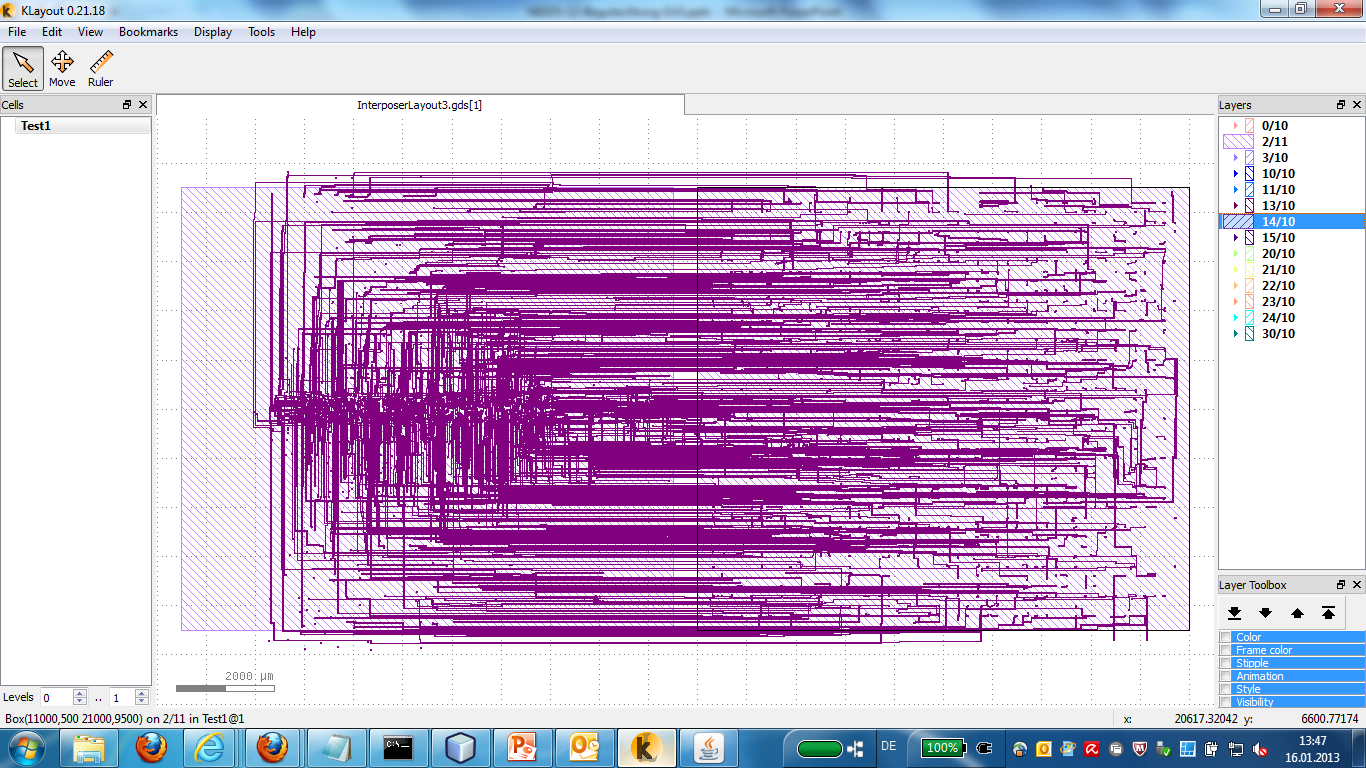 KLayout 0.21.18
File Edit View Bookmarks Display Tools Help
Select Move Ruler
Cells
InterposerLayout3.gds[1]
Layers
Test1
0/10
2/11
3/10
10/10
11/10
13/10
14/10
15/10
20/10
21/10
22/10
23/10
24/10
30/10
Layer Toolbox
Color
Frame color
Stipple
Animation
Style
Visibility
2000 µm
Levels 0 .. 1
Box(11000,500 21000,9500) on 2/11 in Test1@1
x: 20617.32042 y: 6600.77174
DE
100%
13:47
16.01.2013